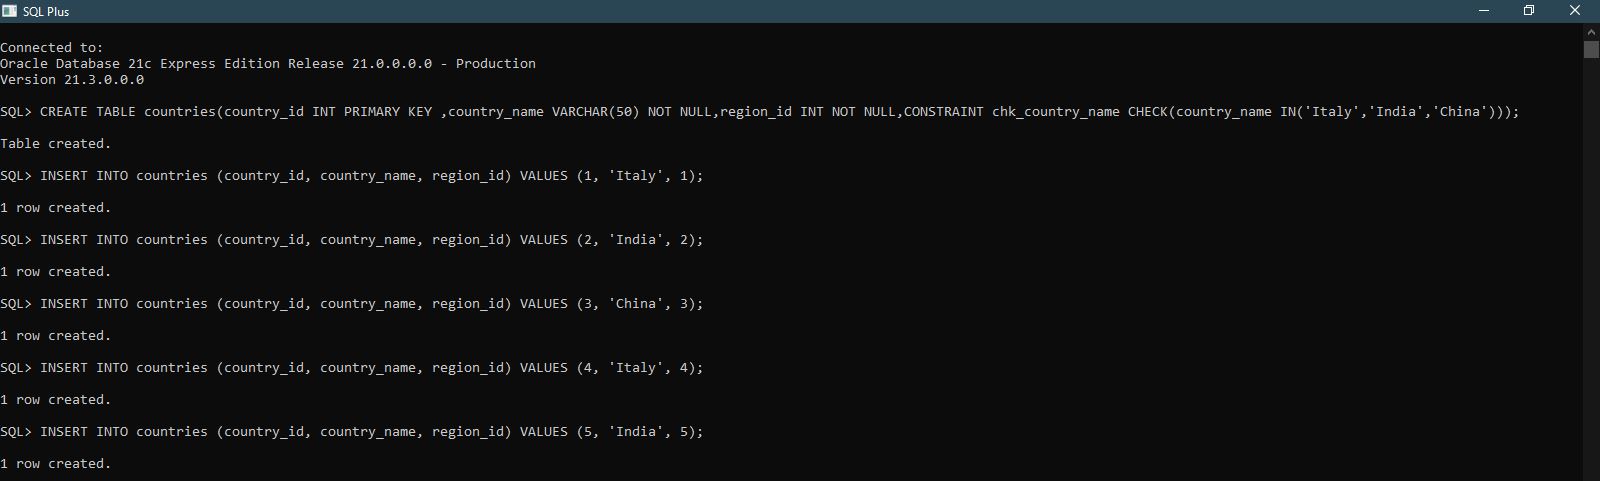 SQL Plus
Connected to:
Oracle Database 21c Express Edition Release 21.0.0.0.0 - Production
Version 21.3.0.0.0
SQL> CREATE TABLE countries(country_id INT PRIMARY KEY ,country_name VARCHAR(50) NOT NULL,region_id INT NOT NULL,CONSTRAINT chk_country_name CHECK(country_name IN('Italy','India','China')));
Table created.
SQL> INSERT INTO countries (country_id, country_name, region_id) VALUES (1, 'Italy', 1);
1 row created.
SQL> INSERT INTO countries (country_id, country_name, region_id) VALUES (2, 'India', 2);
1 row created.
SQL> INSERT INTO countries (country_id, country_name, region_id) VALUES (3, 'China', 3);
1 row created.
SQL> INSERT INTO countries (country_id, country_name, region_id) VALUES (4, 'Italy', 4);
1 row created.
SQL> INSERT INTO countries (country_id, country_name, region_id) VALUES (5, 'India', 5);
1 row created.